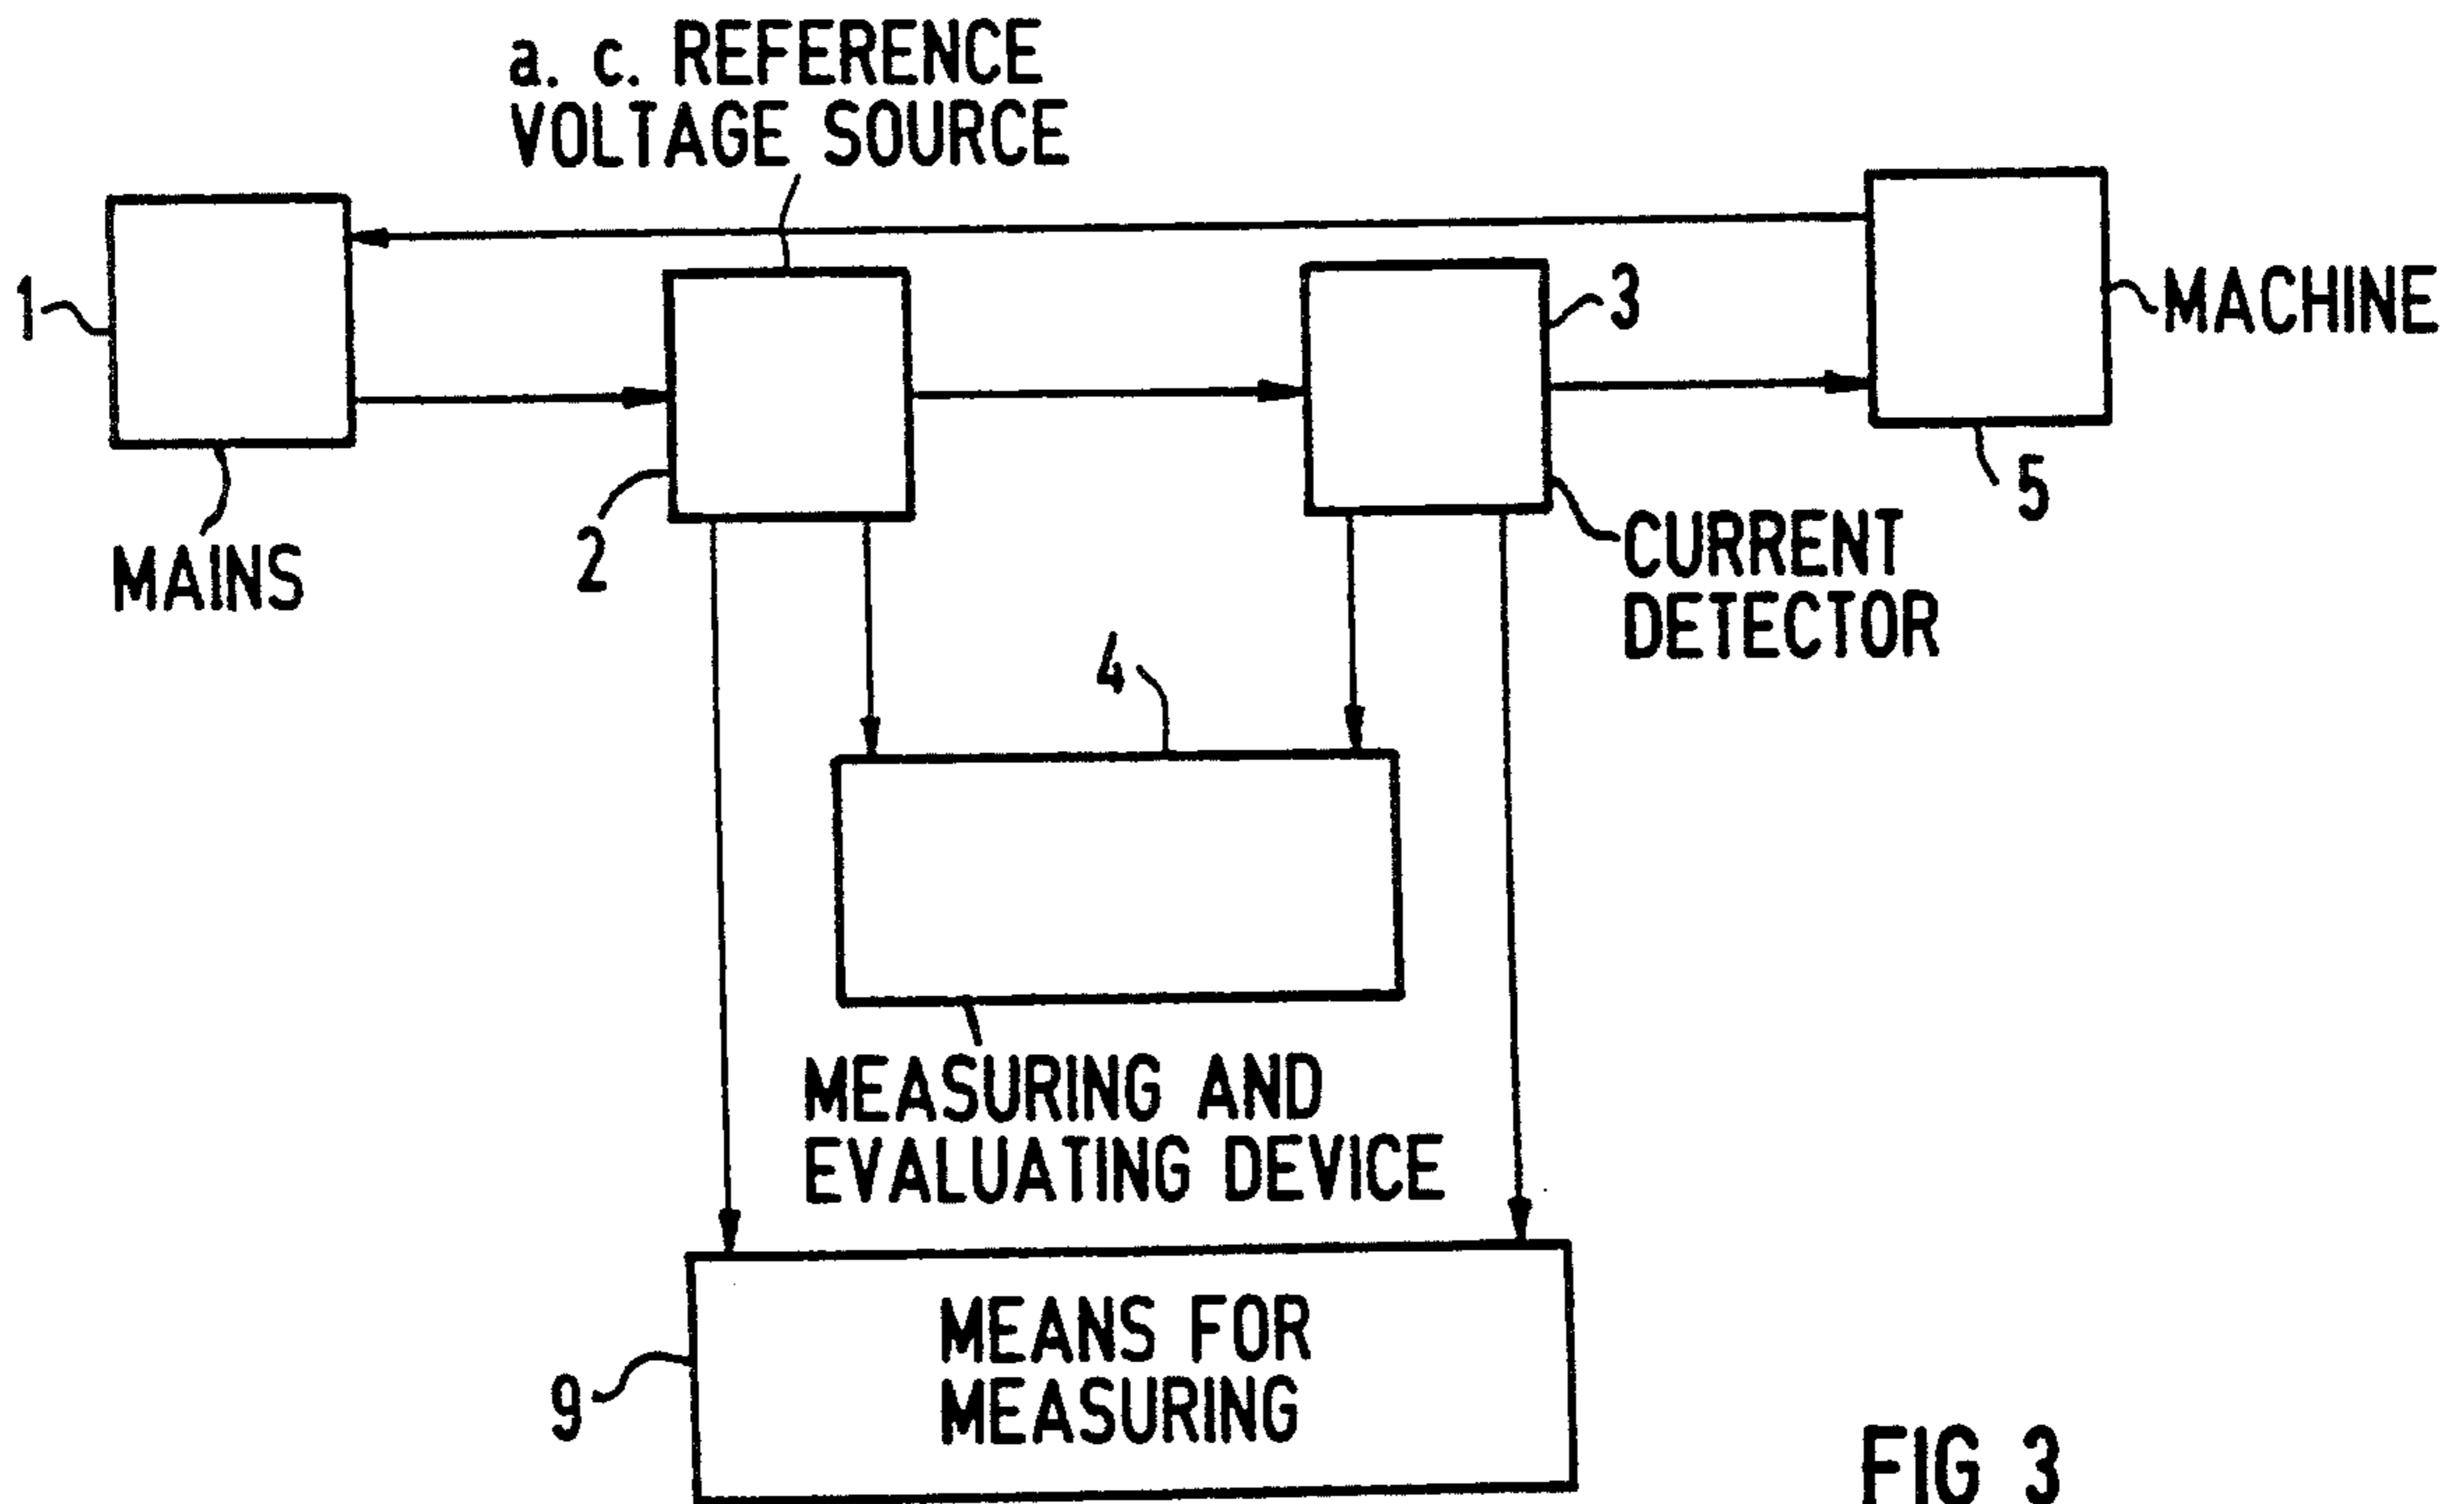 a. c. REFERENCE
VOLTAGE SOURCE
1
MAINS
2
3
MACHINE
5
CURRENT
DETECTOR
4
MEASURING AND
EVALUATING DEVICE
MEANS FOR
MEASURING
9
FIG 3